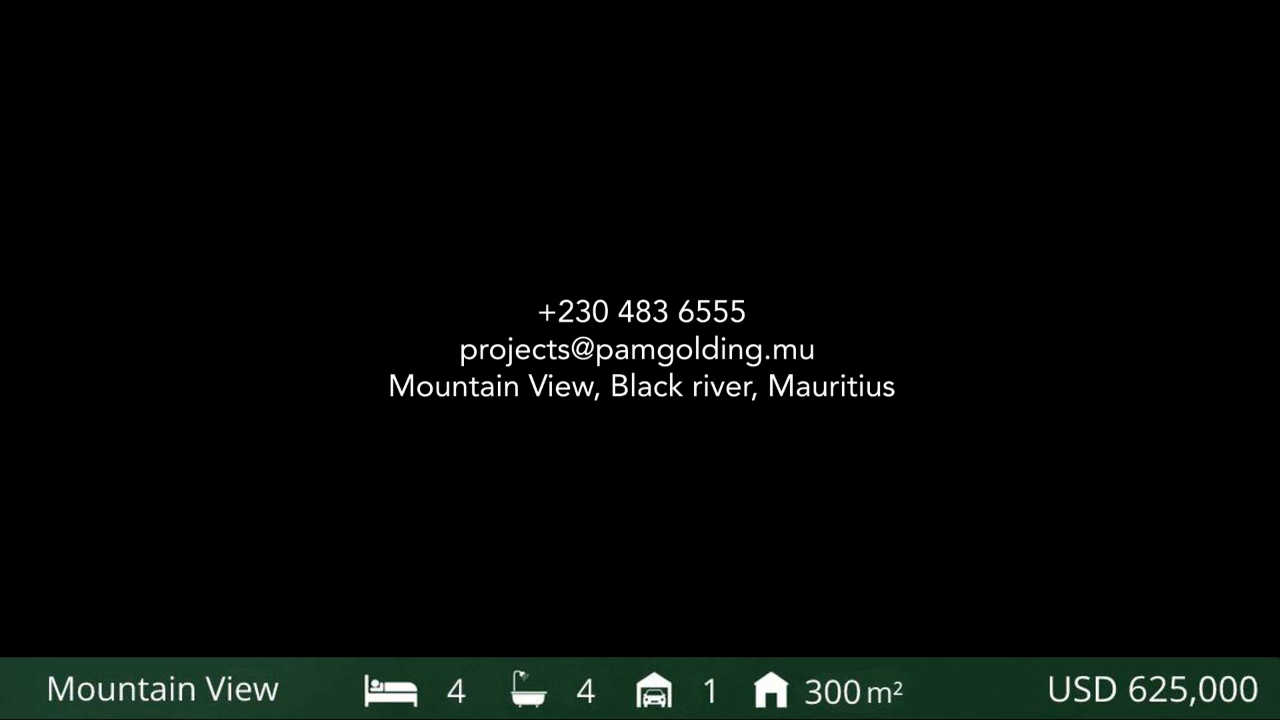 +230 483 6555
projects@pamgolding.mu
Mountain View, Black river, Mauritius
Mountain View 4 4 1 300 m² USD 625,000